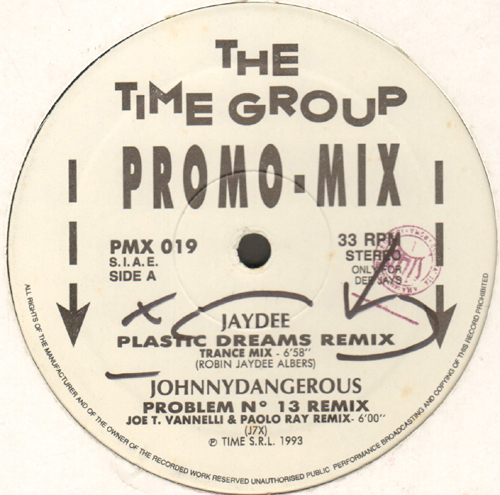 THE
TIME GROUP
PROMO-MIX
PMX 019
S.I.A.E.
SIDE A
33 RPM
STEREO
ONLY FOR
DEE JAYS
JAYDEE
PLASTIC DREAMS REMIX
TRANCE MIX - 6'58"
(ROBIN JAYDEE ALBERS)
JOHNNYDANGEROUS
PROBLEM Nº 13 REMIX
JOE T. VANNELLI & PAOLO RAY REMIX - 6'00"
(J7X)
℗ TIME S.R.L. 1993
ALL RIGHTS OF THE MANUFACTURER AND OF THE OWNER OF THE RECORDED WORK RESERVED UNAUTHORISED PUBLIC PERFORMANCE BROADCASTING AND COPYING OF THIS RECORD PROHIBITED